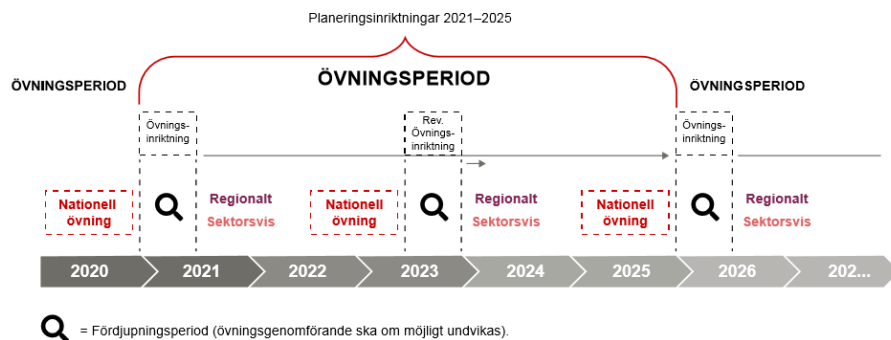 Planeringsinriktningar 2021–2025
ÖVNINGSPERIOD
ÖVNINGSPERIOD
ÖVNINGSPERIOD
Övnings-
inriktning
Rev.
Övnings-
inriktning
Övnings-
inriktning
Nationell
övning
Regionalt
Sektorsvis
Nationell
övning
Regionalt
Sektorsvis
Nationell
övning
Regionalt
Sektorsvis
2020 2021 2022 2023 2024 2025 2026 202...
= Fördjupningsperiod (övningsgenomförande ska om möjligt undvikas).